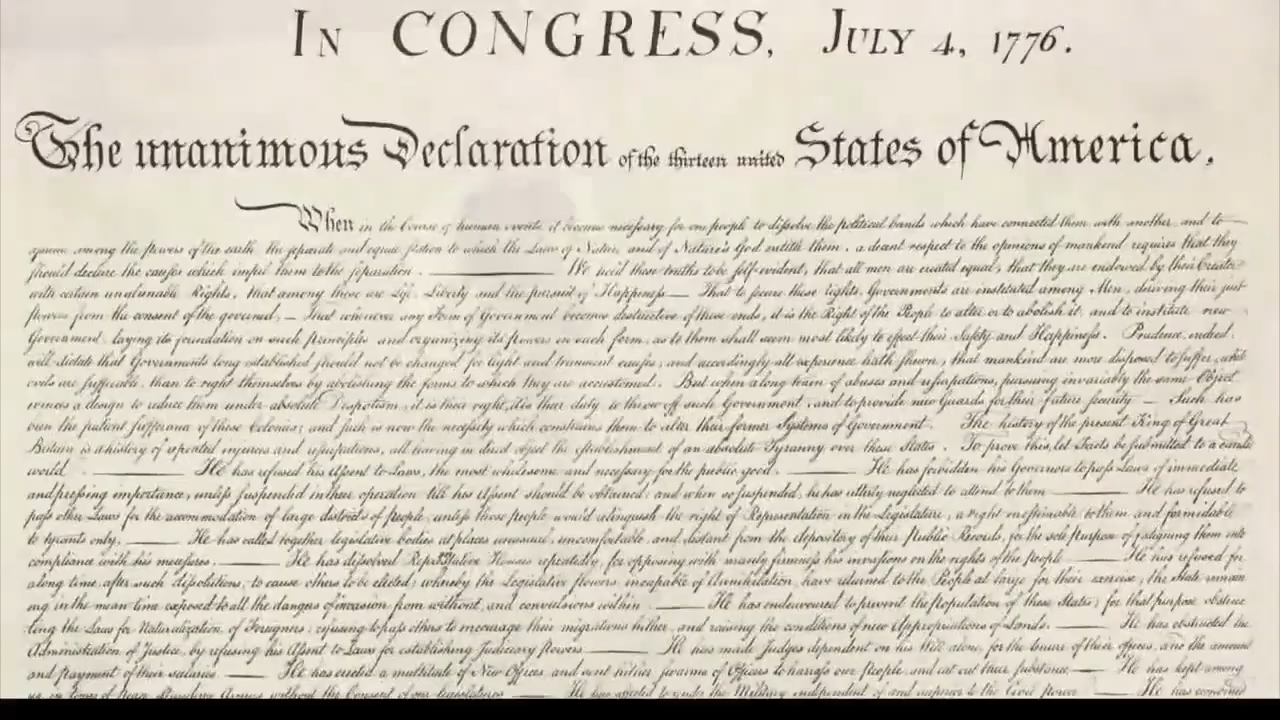 IN CONGRESS, JULY 4, 1776.
The unanimous Declaration of the thirteen united States of America,
When in the Course of human events it becomes necessary for one people to dissolve the political bands which have connected them with another, and to
assume among the powers of the earth, the separate and equal station to which the Laws of Nature and of Nature's God entitle them, a decent respect to the opinions of mankind requires that they
should declare the causes which impel them to the separation. We hold these truths to be self-evident, that all men are created equal, that they are endowed by their Creator
with certain unalienable Rights, that among these are Life, Liberty and the pursuit of Happiness — That to secure these rights, Governments are instituted among Men, deriving their just
powers from the consent of the governed, — That whenever any Form of Government becomes destructive of these ends, it is the Right of the People to alter or to abolish it, and to institute new
Government, laying its foundation on such principles and organizing its powers in such form, as to them shall seem most likely to effect their Safety and Happiness. Prudence, indeed,
will dictate that Governments long established should not be changed for light and transient causes; and accordingly all experience hath shewn, that mankind are more disposed to suffer, while
evils are sufferable, than to right themselves by abolishing the forms to which they are accustomed. But when a long train of abuses and usurpations, pursuing invariably the same Object
evinces a design to reduce them under absolute Despotism, it is their right, it is their duty to throw off such Government, and to provide new Guards for their future security — Such has
been the patient sufferance of these Colonies; and such is now the necessity which constrains them to alter their former Systems of Government. The history of the present King of Great
Britain is a history of repeated injuries and usurpations, all having in direct object the establishment of an absolute Tyranny over these States. To prove this, let Facts be submitted to a candid
world. He has refused his Assent to Laws, the most wholesome and necessary for the public good. He has forbidden his Governors to pass Laws of immediate
and pressing importance, unless suspended in their operation till his Assent should be obtained; and when so suspended, he has utterly neglected to attend to them. He has refused to
pass other Laws for the accommodation of large districts of people, unless those people would relinquish the right of Representation in the Legislature, a right inestimable to them and formidable
to tyrants only. He has called together legislative bodies at places unusual, uncomfortable, and distant from the depository of their Public Records, for the sole purpose of fatiguing them into
compliance with his measures. He has dissolved Representative Houses repeatedly, for opposing with manly firmness his invasions on the rights of the people. He has refused for
a long time, after such dissolutions, to cause others to be elected; whereby the Legislative powers, incapable of Annihilation, have returned to the People at large for their exercise; the State remain
ing in the mean time exposed to all the dangers of invasion from without, and convulsions within. He has endeavoured to prevent the population of these States; for that purpose obstruc
ting the Laws for Naturalization of Foreigners; refusing to pass others to encourage their migrations hither, and raising the conditions of new Appropriations of Lands. He has obstructed the
Administration of Justice, by refusing his Assent to Laws for establishing Judiciary powers. He has made Judges dependent on his Will alone, for the tenure of their offices, and the amount
and payment of their salaries. He has erected a multitude of New Offices, and sent hither swarms of Officers to harass our people, and eat out their substance. He has kept among
us, in times of peace, Standing Armies without the Consent of our legislatures. He has affected to render the Military independent of and superior to the Civil power. He has combined